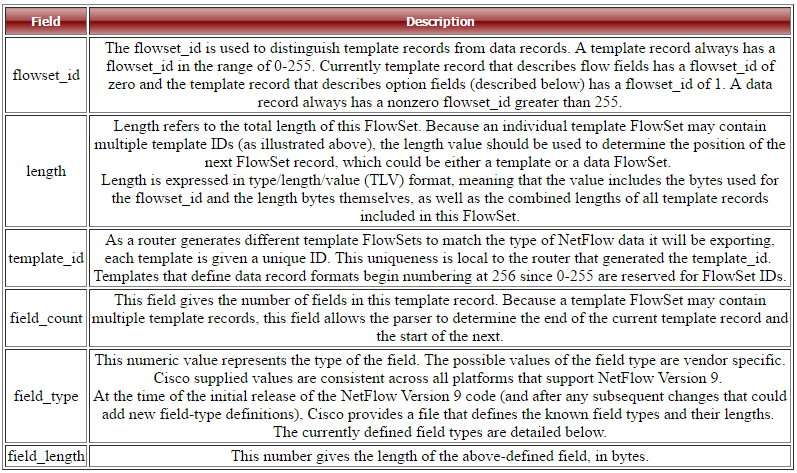 Field
Description
flowset_id
The flowset_id is used to distinguish template records from data records. A template record always has a
flowset_id in the range of 0-255. Currently template record that describes flow fields has a flowset_id of
zero and the template record that describes option fields (described below) has a flowset_id of 1. A data
record always has a nonzero flowset_id greater than 255.
length
Length refers to the total length of this FlowSet. Because an individual template FlowSet may contain
multiple template IDs (as illustrated above), the length value should be used to determine the position of the
next FlowSet record, which could be either a template or a data FlowSet.
Length is expressed in type/length/value (TLV) format, meaning that the value includes the bytes used for
the flowset_id and the length bytes themselves, as well as the combined lengths of all template records
included in this FlowSet.
template_id
As a router generates different template FlowSets to match the type of NetFlow data it will be exporting,
each template is given a unique ID. This uniqueness is local to the router that generated the template_id.
Templates that define data record formats begin numbering at 256 since 0-255 are reserved for FlowSet IDs.
field_count
This field gives the number of fields in this template record. Because a template FlowSet may contain
multiple template records, this field allows the parser to determine the end of the current template record and
the start of the next.
field_type
This numeric value represents the type of the field. The possible values of the field type are vendor specific.
Cisco supplied values are consistent across all platforms that support NetFlow Version 9.
At the time of the initial release of the NetFlow Version 9 code (and after any subsequent changes that could
add new field-type definitions), Cisco provides a file that defines the known field types and their lengths.
The currently defined field types are detailed below.
field_length
This number gives the length of the above-defined field, in bytes.